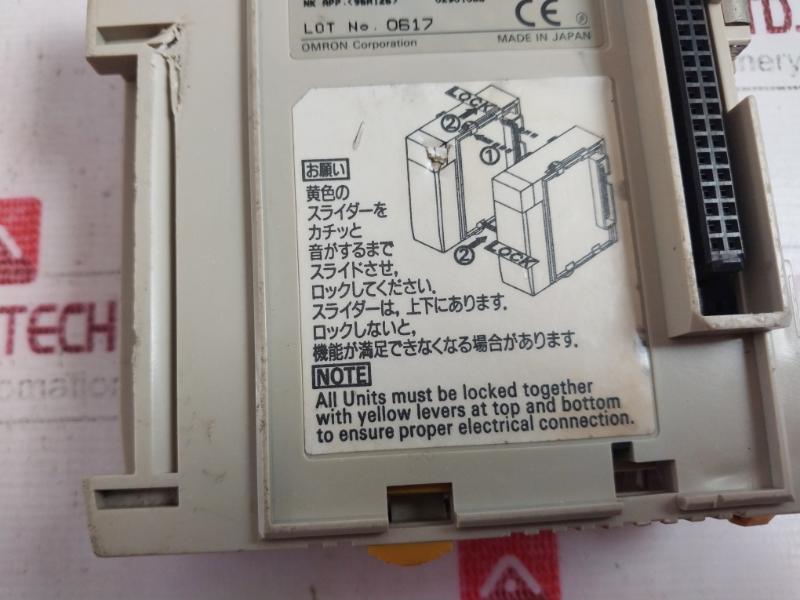 LOT No. 0617
OMRON Corporation
MADE IN JAPAN
CE
LOCK
②
①
②
LOCK
お願い
黄色の
スライダーを
カチッと
音がするまで
スライドさせ,
ロックしてください.
スライダーは, 上下にあります.
ロックしないと,
機能が満足できなくなる場合があります.
NOTE
All Units must be locked together
with yellow levers at top and bottom
to ensure proper electrical connection.
TECH